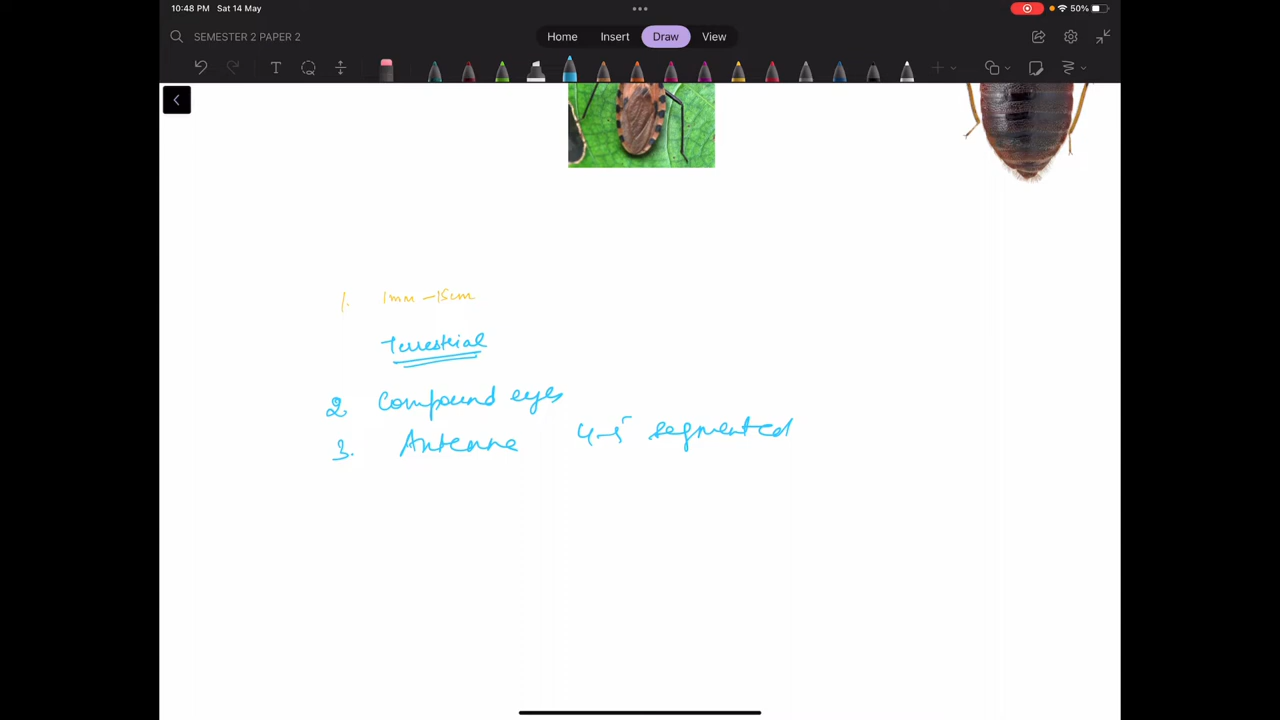 10:48 PM Sat 14 May
50%
SEMESTER 2 PAPER 2
Home Insert Draw View
1. 1mm - 15cm
Terrestrial
2. Compound eyes
3. Antenne 4-5 segmented